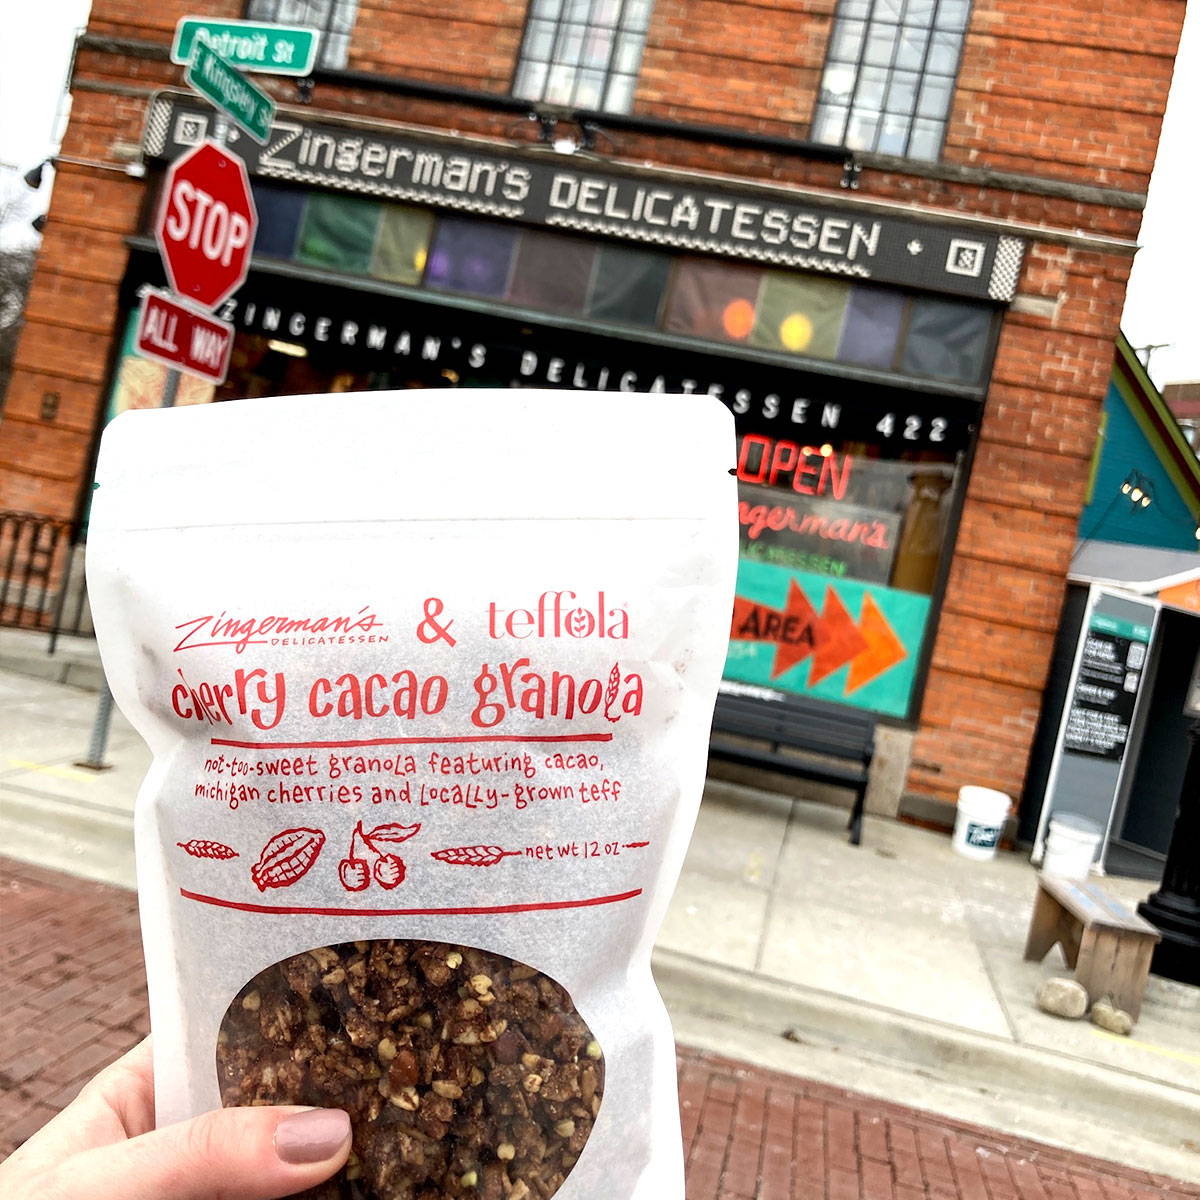 Detroit St
E Kingsley St
STOP
ALL WAY
Zingerman's DELICATESSEN
ZINGERMAN'S DELICATESSEN 422
OPEN
ngerman's
AREA
Zingerman's & teffola
DELICATESSEN
cherry cacao granola
not-too-sweet granola featuring cacao,
michigan cherries and locally-grown teff
net wt 12 oz